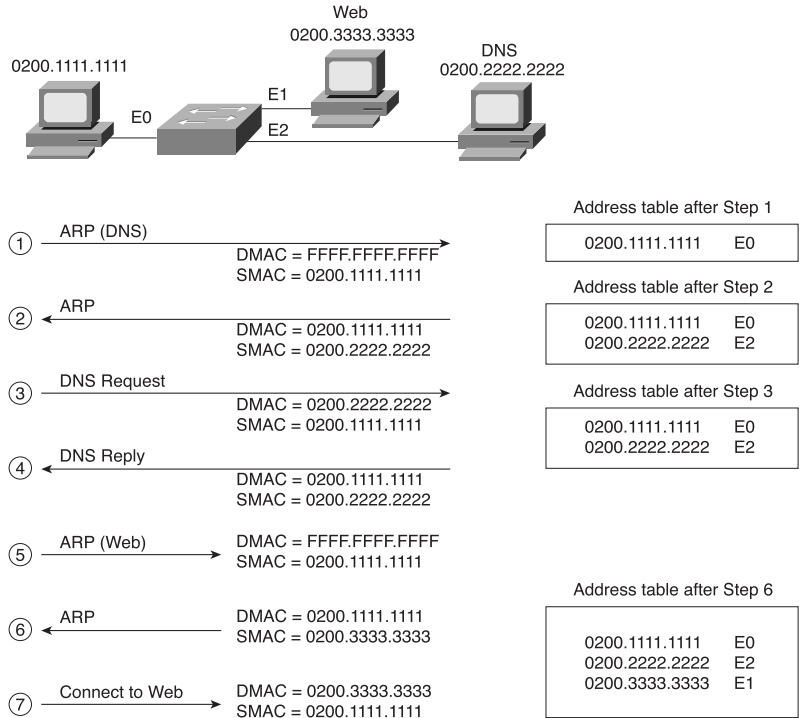 Web
0200.3333.3333
DNS
0200.2222.2222
0200.1111.1111
E0
E1
E2
Address table after Step 1
0200.1111.1111 E0
1 ARP (DNS)
DMAC = FFFF.FFFF.FFFF
SMAC = 0200.1111.1111
Address table after Step 2
0200.1111.1111 E0
0200.2222.2222 E2
2 ARP
DMAC = 0200.1111.1111
SMAC = 0200.2222.2222
3 DNS Request
DMAC = 0200.2222.2222
SMAC = 0200.1111.1111
Address table after Step 3
0200.1111.1111 E0
0200.2222.2222 E2
4 DNS Reply
DMAC = 0200.1111.1111
SMAC = 0200.2222.2222
5 ARP (Web)
DMAC = FFFF.FFFF.FFFF
SMAC = 0200.1111.1111
6 ARP
DMAC = 0200.1111.1111
SMAC = 0200.3333.3333
Address table after Step 6
0200.1111.1111 E0
0200.2222.2222 E2
0200.3333.3333 E1
7 Connect to Web
DMAC = 0200.3333.3333
SMAC = 0200.1111.1111